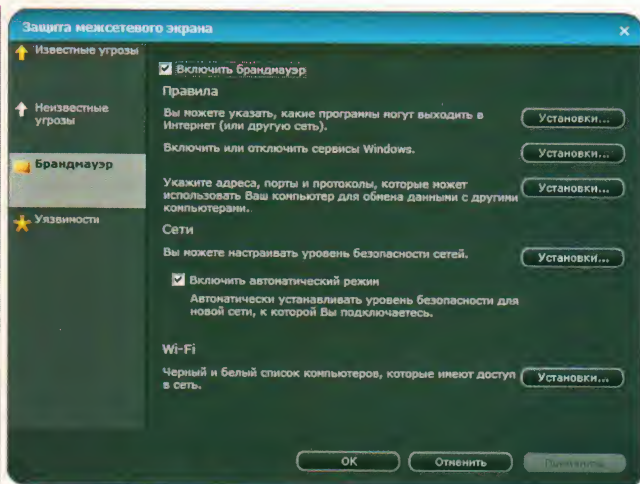 Защита межсетевого экрана
Известные угрозы
Неизвестные
угрозы
Брандмауэр
Уязвимости
Включить брандмауэр
Правила
Вы можете указать, какие программы могут выходить в
Интернет (или другую сеть).
Установки...
Включить или отключить сервисы Windows.
Установки...
Укажите адреса, порты и протоколы, которые может
использовать Ваш компьютер для обмена данными с другими
компьютерами.
Установки...
Сети
Вы можете настраивать уровень безопасности сетей.
Установки...
Включить автоматический режим
Автоматически устанавливать уровень безопасности для
новой сети, к которой Вы подключаетесь.
Wi-Fi
Черный и белый список компьютеров, которые имеют доступ
в сеть.
Установки...
OK
Отменить